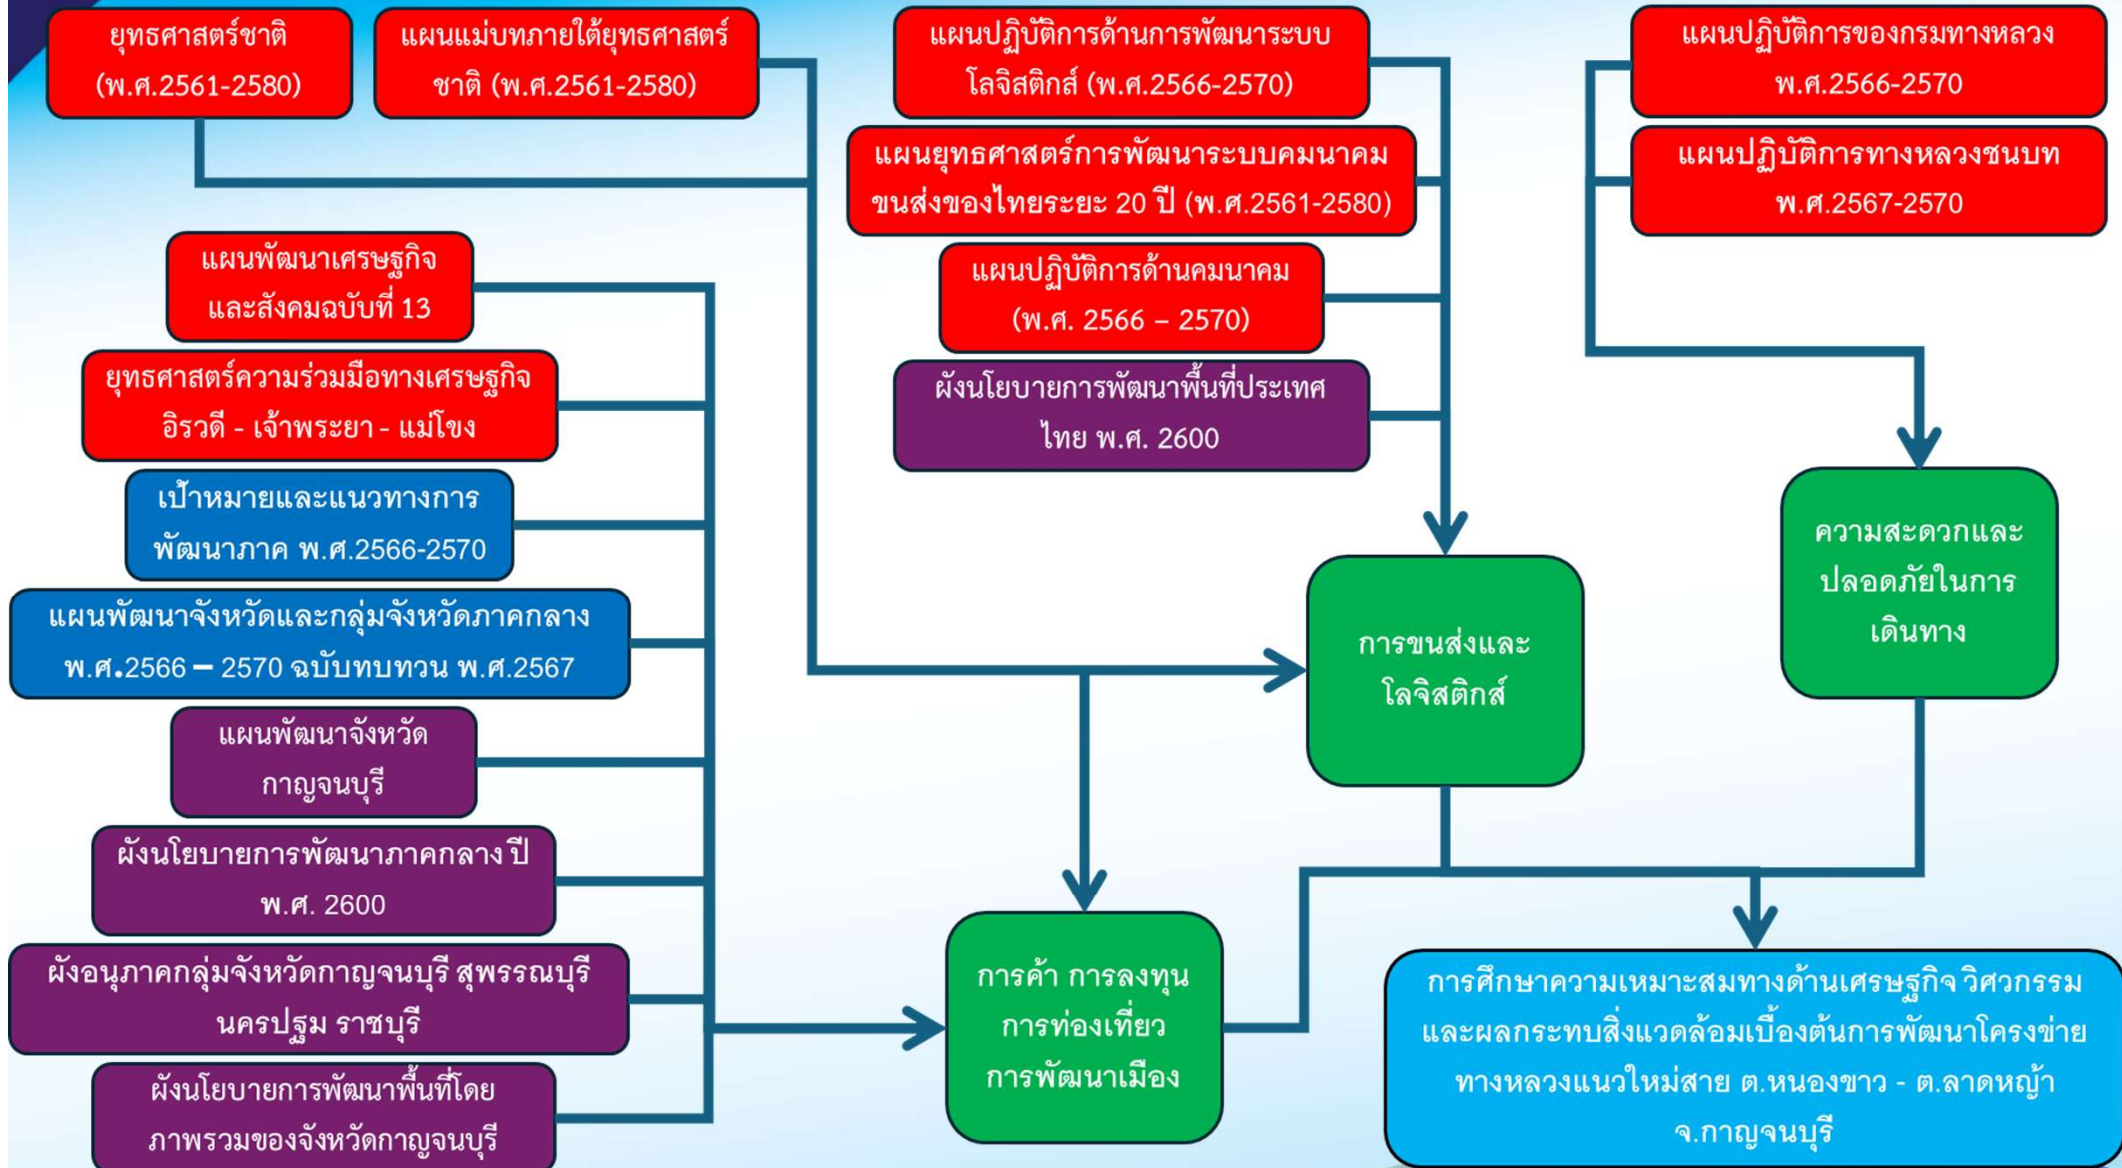 ยุทธศาสตร์ชาติ
(พ.ศ.2561-2580)
แผนแม่บทภายใต้ยุทธศาสตร์
ชาติ (พ.ศ.2561-2580)
แผนปฏิบัติการด้านการพัฒนาระบบ
โลจิสติกส์ (พ.ศ.2566-2570)
แผนปฏิบัติการของกรมทางหลวง
พ.ศ.2566-2570
แผนยุทธศาสตร์การพัฒนาระบบคมนาคม
ขนส่งของไทยระยะ 20 ปี (พ.ศ.2561-2580)
แผนปฏิบัติการทางหลวงชนบท
พ.ศ.2567-2570
แผนพัฒนาเศรษฐกิจ
และสังคมฉบับที่ 13
แผนปฏิบัติการด้านคมนาคม
(พ.ศ. 2566 – 2570)
ยุทธศาสตร์ความร่วมมือทางเศรษฐกิจ
อิรวดี - เจ้าพระยา - แม่โขง
ผังนโยบายการพัฒนาพื้นที่ประเทศ
ไทย พ.ศ. 2600
เป้าหมายและแนวทางการ
พัฒนาภาค พ.ศ.2566-2570
ความสะดวกและ
ปลอดภัยในการ
เดินทาง
แผนพัฒนาจังหวัดและกลุ่มจังหวัดภาคกลาง
พ.ศ.2566 – 2570 ฉบับทบทวน พ.ศ.2567
การขนส่งและ
โลจิสติกส์
แผนพัฒนาจังหวัด
กาญจนบุรี
ผังนโยบายการพัฒนาภาคกลาง ปี
พ.ศ. 2600
ผังอนุภาคกลุ่มจังหวัดกาญจนบุรี สุพรรณบุรี
นครปฐม ราชบุรี
ผังนโยบายการพัฒนาพื้นที่โดย
ภาพรวมของจังหวัดกาญจนบุรี
การค้า การลงทุน
การท่องเที่ยว
การพัฒนาเมือง
การศึกษาความเหมาะสมทางด้านเศรษฐกิจ วิศวกรรม
และผลกระทบสิ่งแวดล้อมเบื้องต้นการพัฒนาโครงข่าย
ทางหลวงแนวใหม่สาย ต.หนองขาว - ต.ลาดหญ้า
จ.กาญจนบุรี